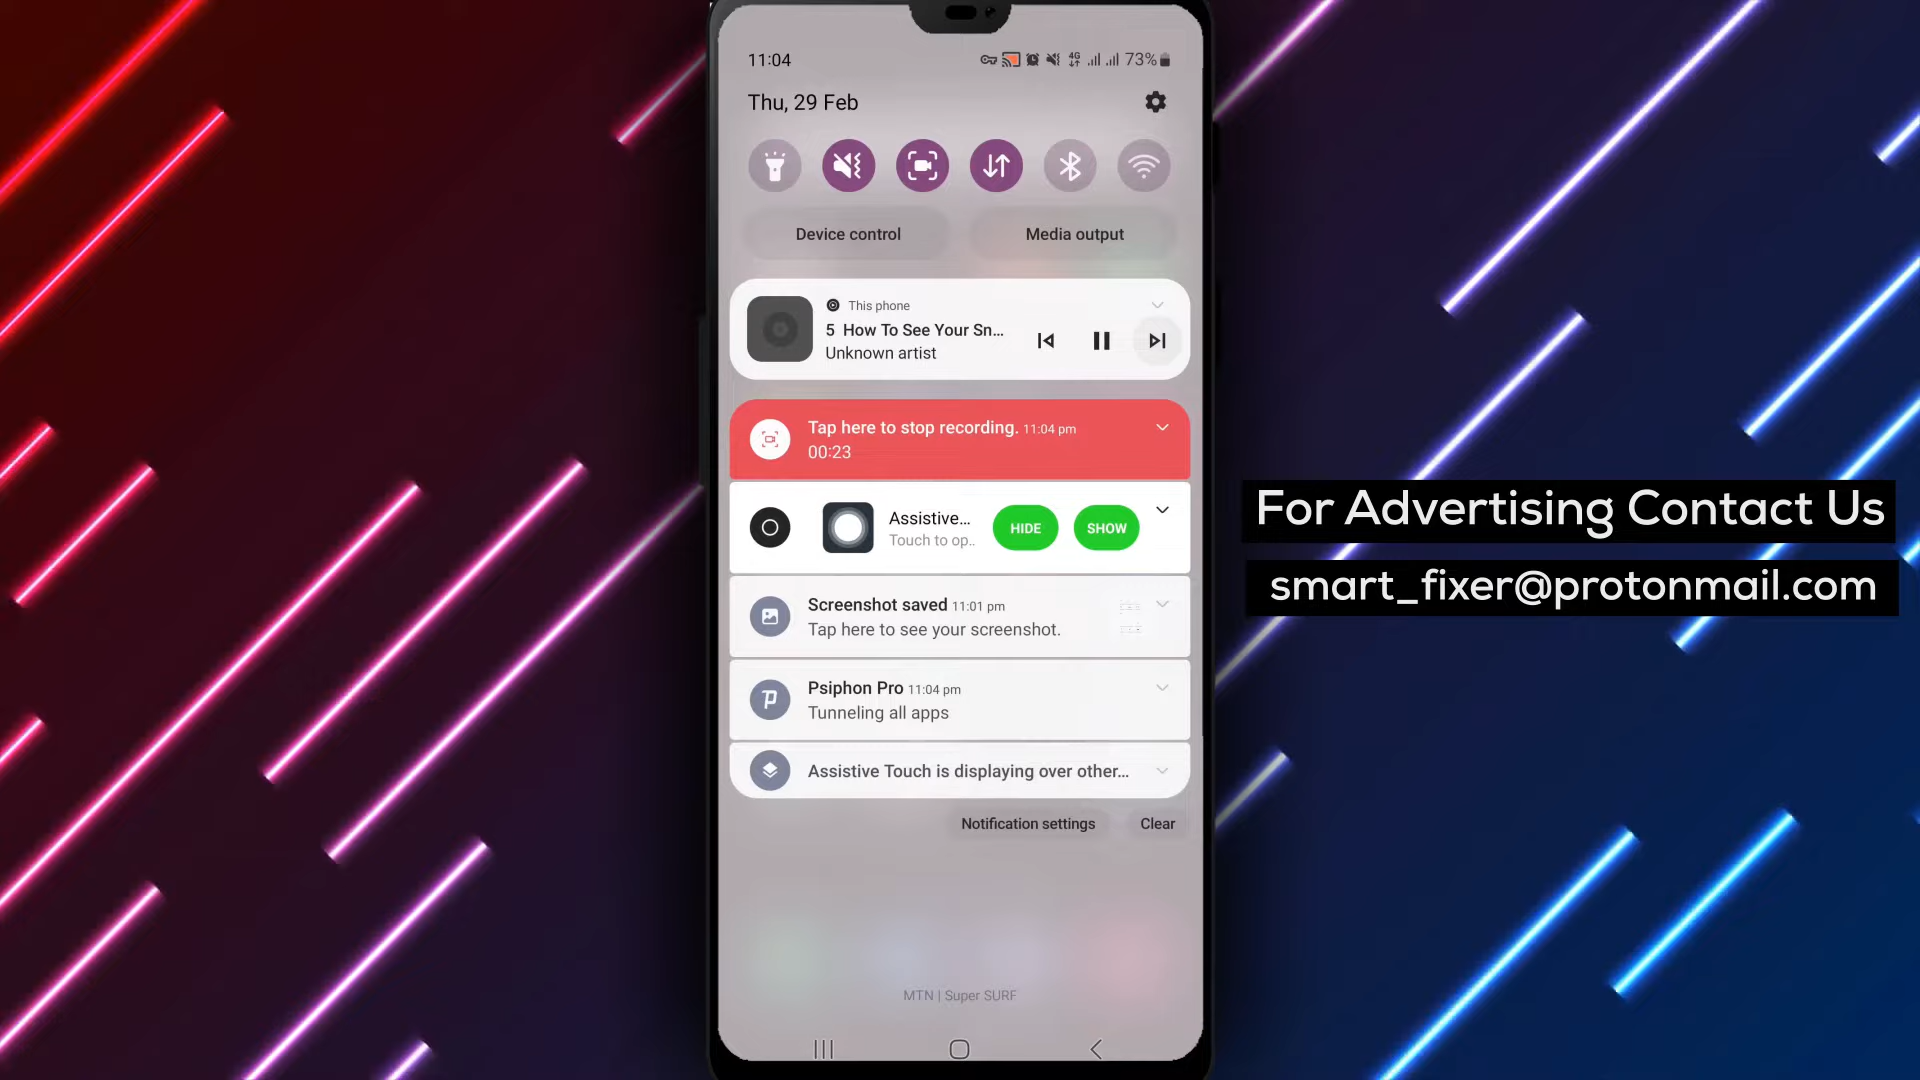 11:04
4G 73%
Thu, 29 Feb
Device control
Media output
This phone
5 How To See Your Sn...
Unknown artist
Tap here to stop recording. 11:04 pm
00:23
Assistive...
Touch to op..
HIDE
SHOW
Screenshot saved 11:01 pm
Tap here to see your screenshot.
Psiphon Pro 11:04 pm
Tunneling all apps
Assistive Touch is displaying over other...
Notification settings
Clear
MTN | Super SURF
For Advertising Contact Us
smart_fixer@protonmail.com